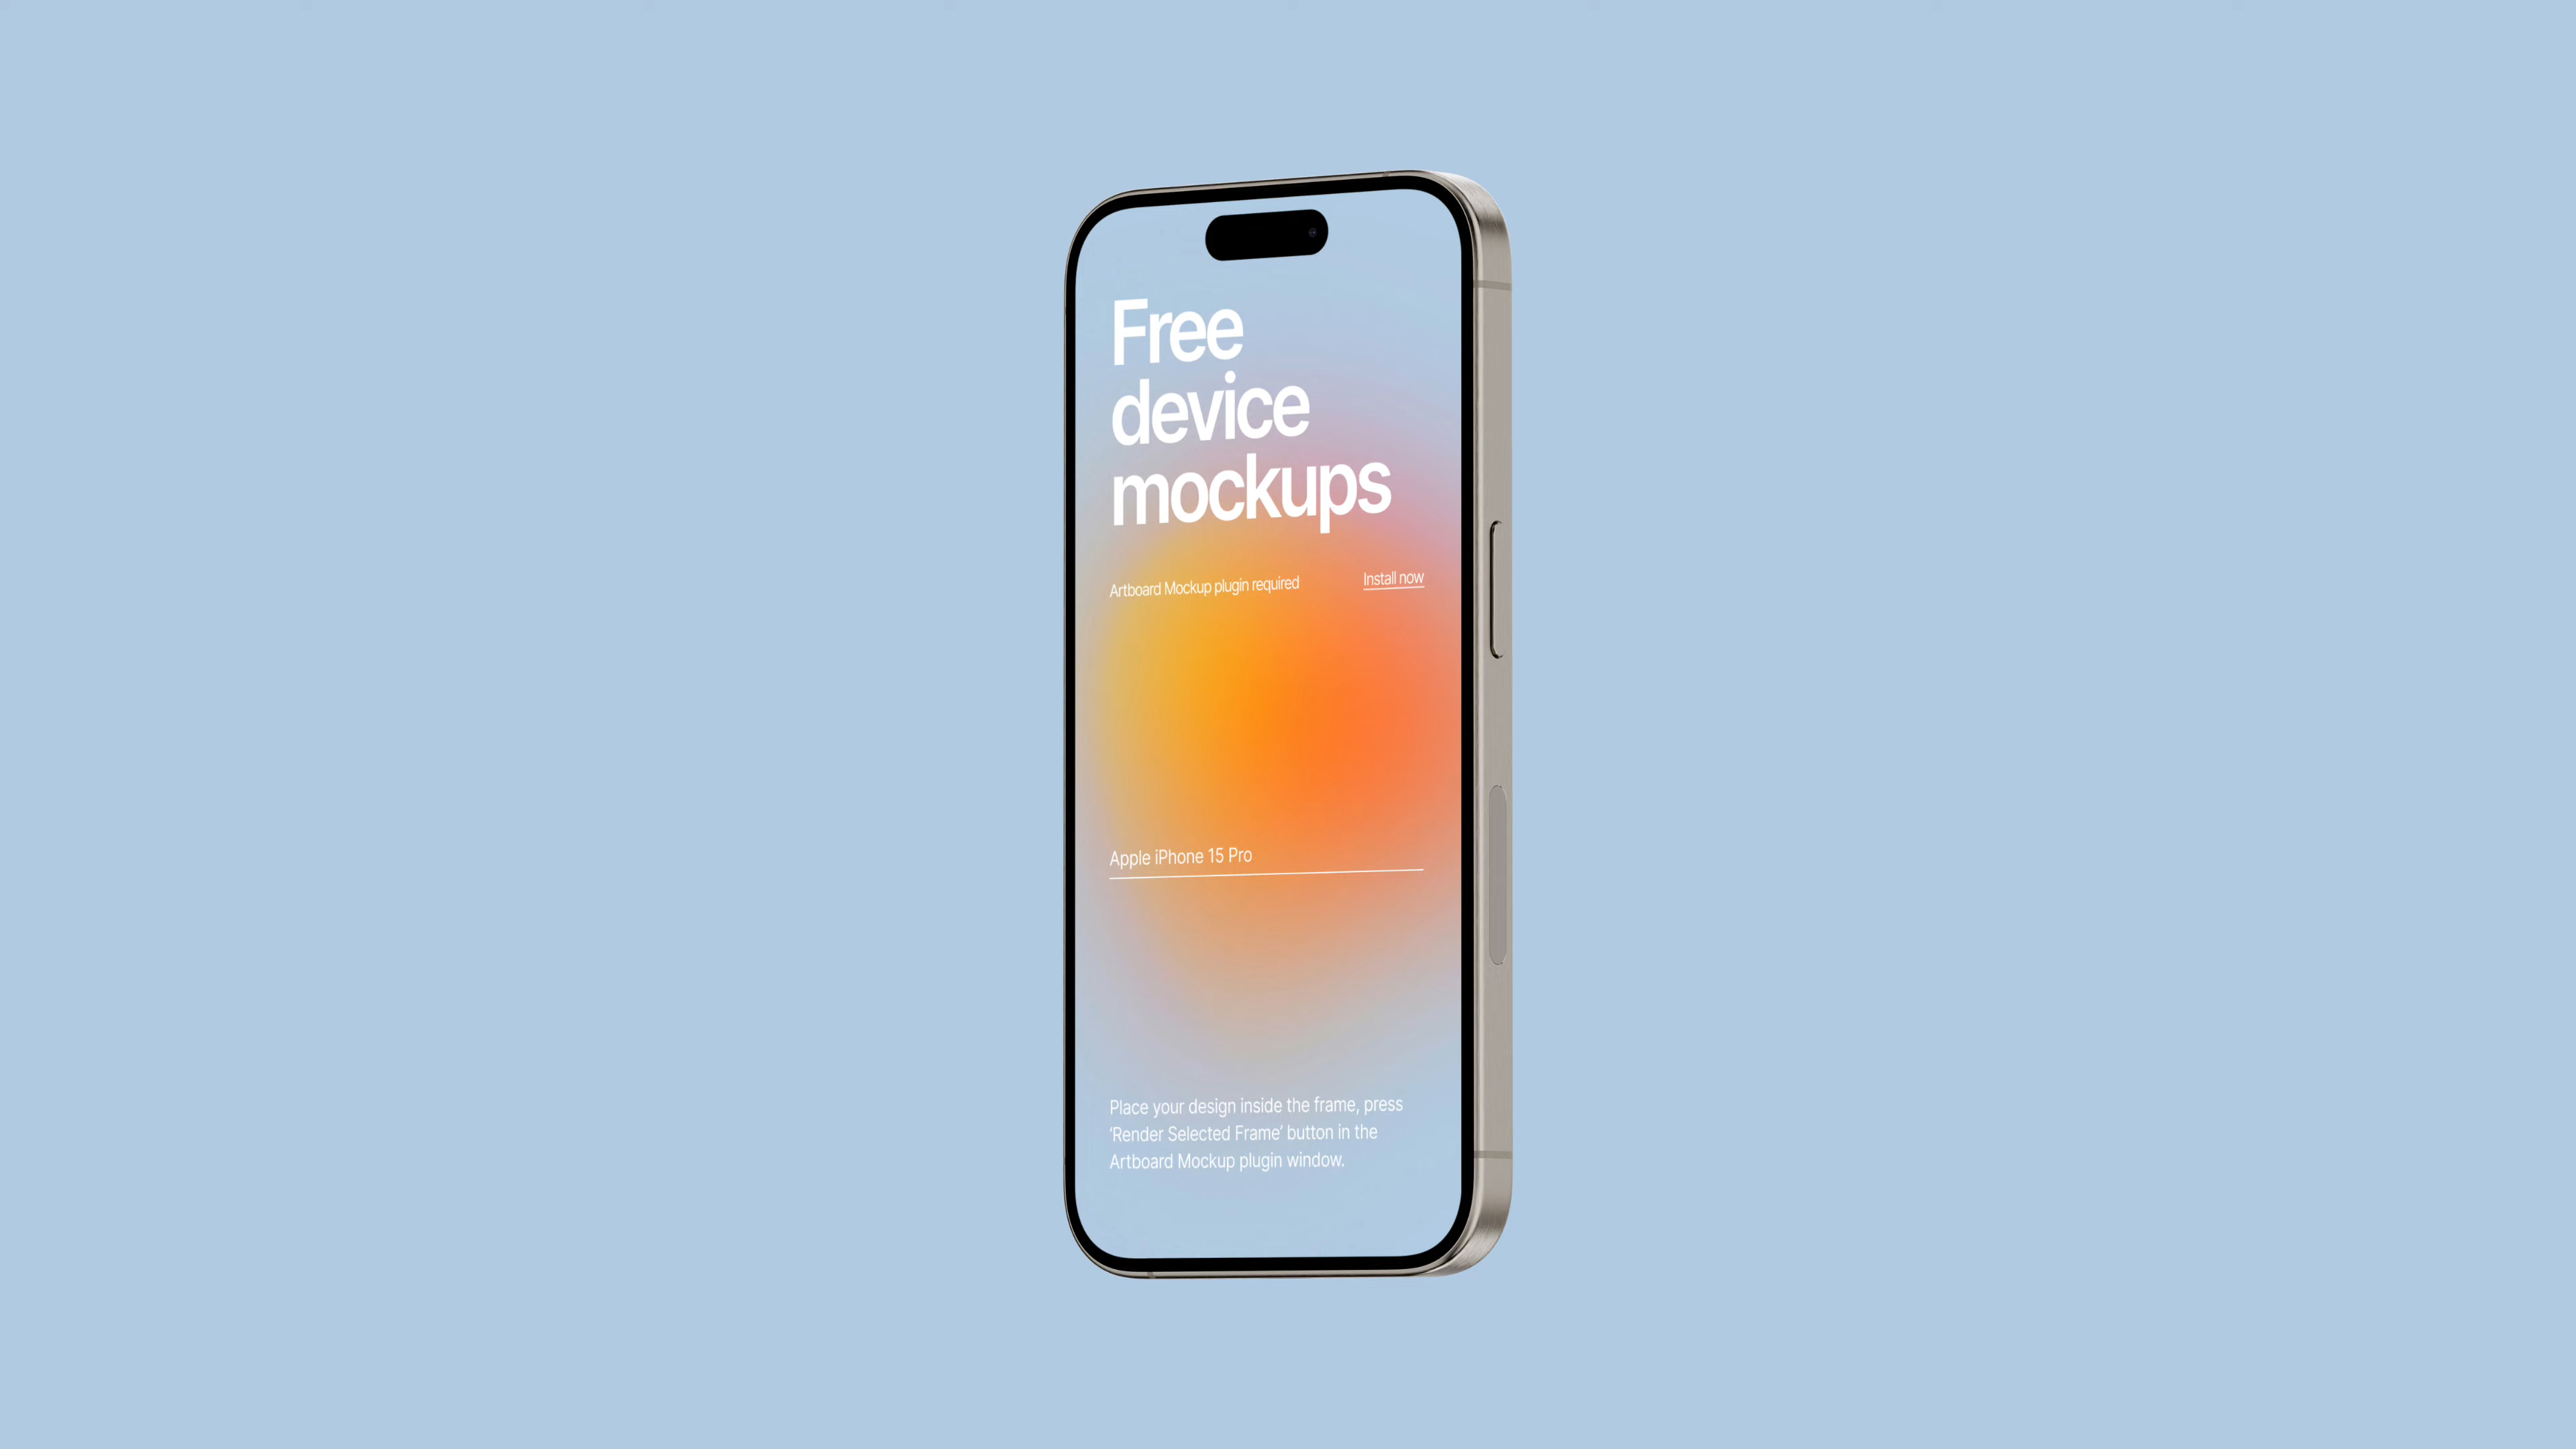 Free
device
mockups
Artboard Mockup plugin required
Install now
Apple iPhone 15 Pro
Place your design inside the frame, press
‘Render Selected Frame’ button in the
Artboard Mockup plugin window.